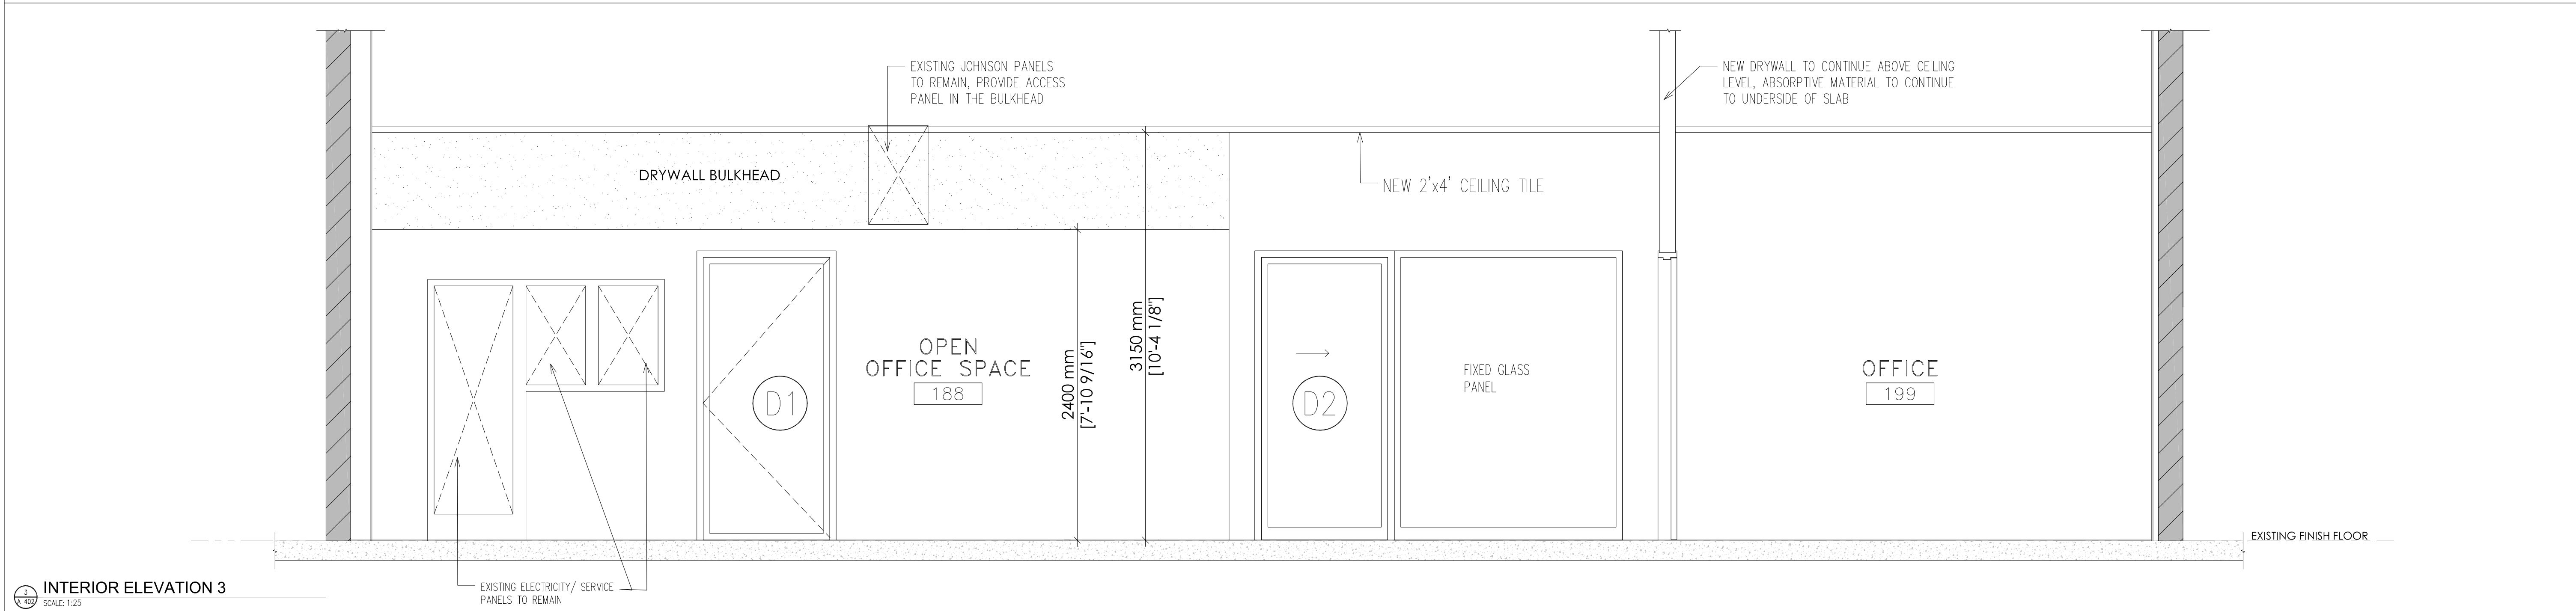 EXISTING JOHNSON PANELS
TO REMAIN, PROVIDE ACCESS
PANEL IN THE BULKHEAD
NEW DRYWALL TO CONTINUE ABOVE CEILING
LEVEL, ABSORPTIVE MATERIAL TO CONTINUE
TO UNDERSIDE OF SLAB
DRYWALL BULKHEAD
NEW 2'x4' CEILING TILE
OPEN
OFFICE SPACE
188
D1
2400 mm
[7'-10 9/16"]
3150 mm
[10'-4 1/8"]
D2
FIXED GLASS
PANEL
OFFICE
199
EXISTING FINISH FLOOR
EXISTING ELECTRICITY/ SERVICE
PANELS TO REMAIN
3
A 402
INTERIOR ELEVATION 3
SCALE: 1:25